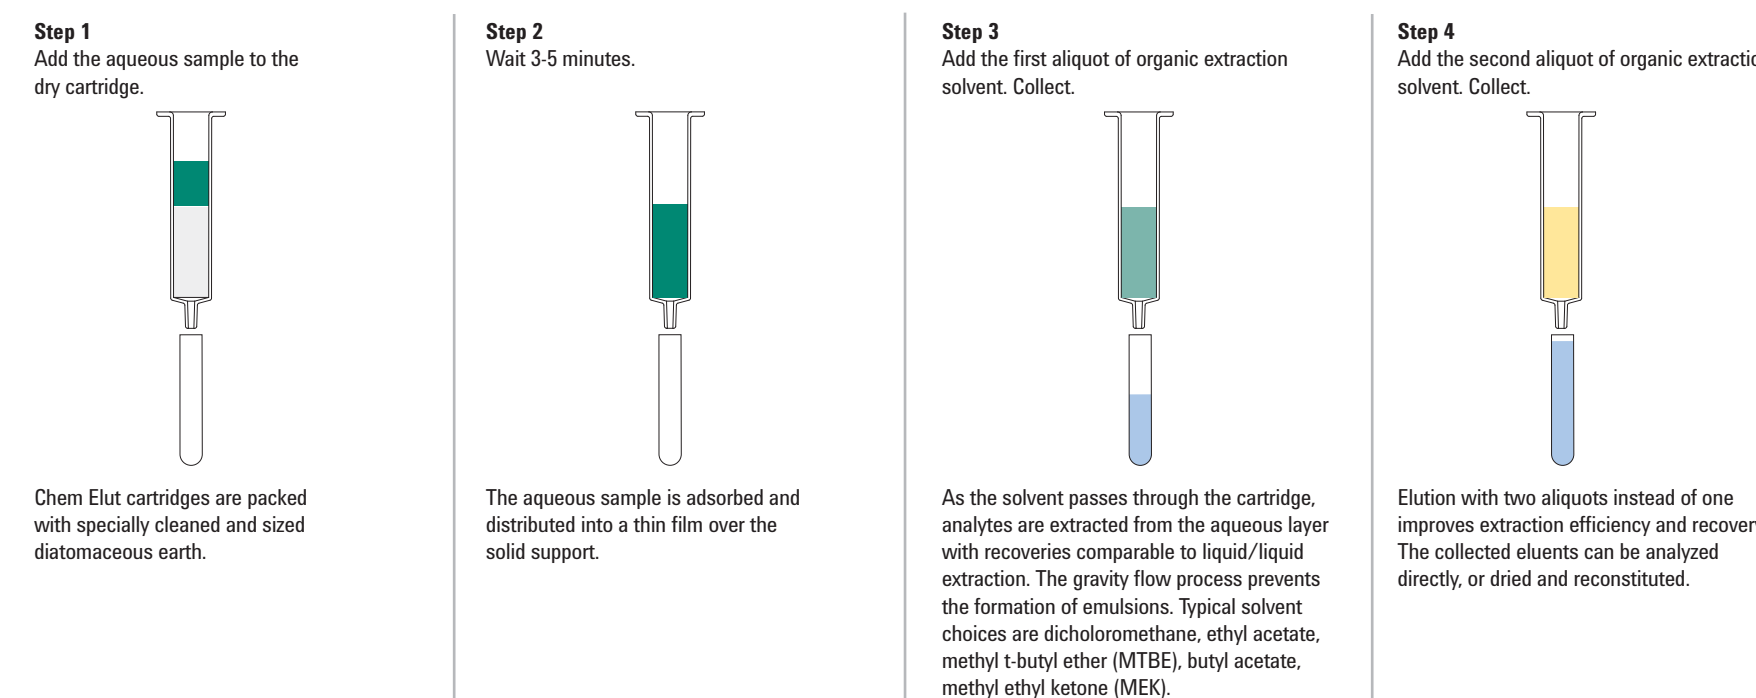 Step 1
Add the aqueous sample to the
dry cartridge.
Chem Elut cartridges are packed
with specially cleaned and sized
diatomaceous earth.
Step 2
Wait 3-5 minutes.
The aqueous sample is adsorbed and
distributed into a thin film over the
solid support.
Step 3
Add the first aliquot of organic extraction
solvent. Collect.
As the solvent passes through the cartridge,
analytes are extracted from the aqueous layer
with recoveries comparable to liquid/liquid
extraction. The gravity flow process prevents
the formation of emulsions. Typical solvent
choices are dicholoromethane, ethyl acetate,
methyl t-butyl ether (MTBE), butyl acetate,
methyl ethyl ketone (MEK).
Step 4
Add the second aliquot of organic extractio
solvent. Collect.
Elution with two aliquots instead of one
improves extraction efficiency and recover
The collected eluents can be analyzed
directly, or dried and reconstituted.